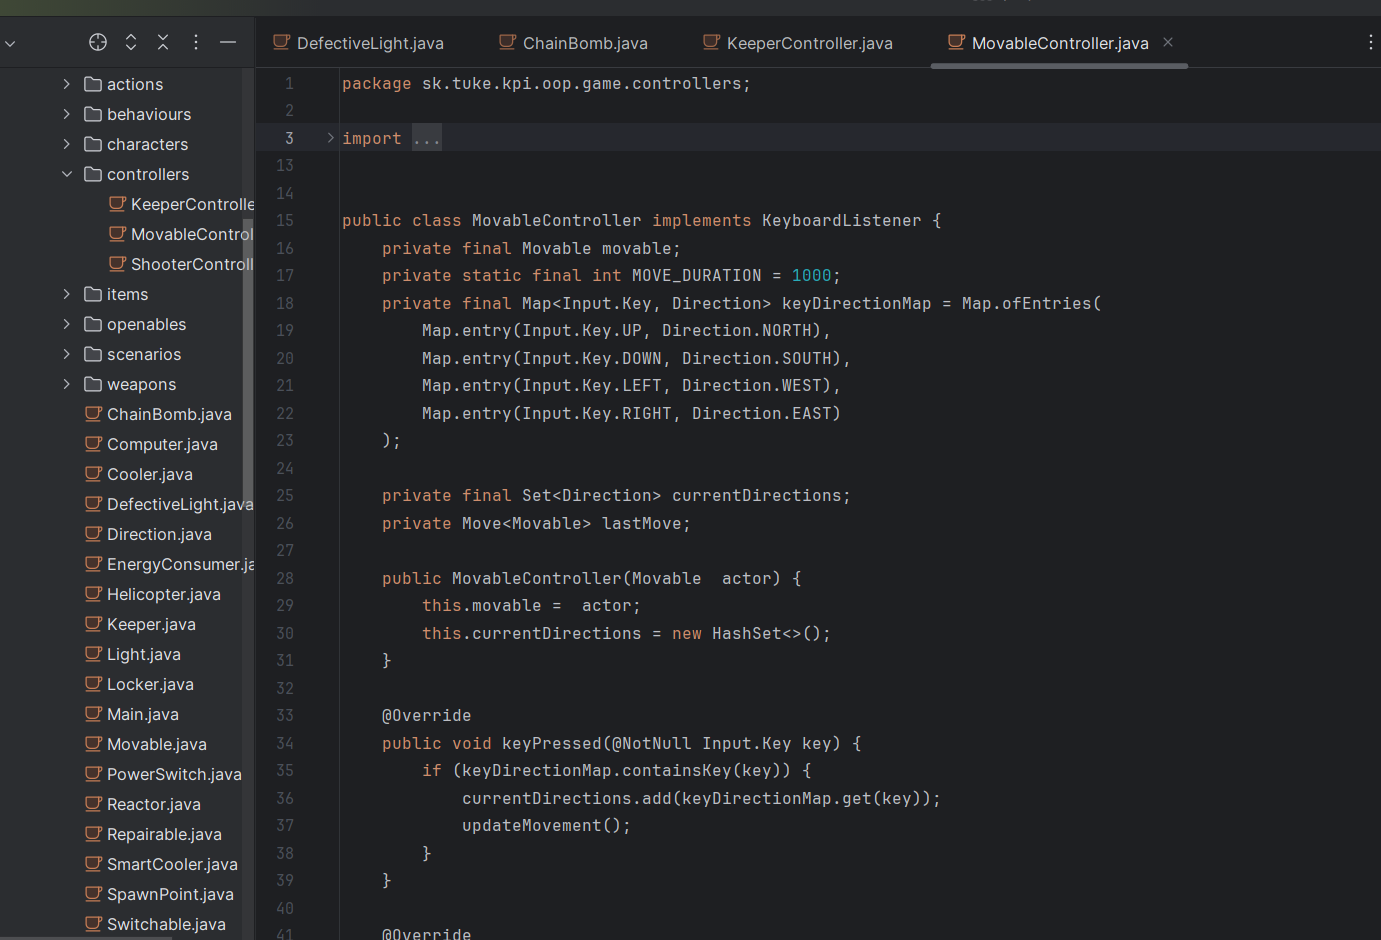 DefectiveLight.java
ChainBomb.java
KeeperController.java
MovableController.java
actions
behaviours
characters
controllers
KeeperControlle
MovableControl
ShooterControll
items
openables
scenarios
weapons
ChainBomb.java
Computer.java
Cooler.java
DefectiveLight.java
Direction.java
EnergyConsumer.ja
Helicopter.java
Keeper.java
Light.java
Locker.java
Main.java
Movable.java
PowerSwitch.java
Reactor.java
Repairable.java
SmartCooler.java
SpawnPoint.java
Switchable.java
1 package sk.tuke.kpi.oop.game.controllers;
2
3 import ...
13
14
15 public class MovableController implements KeyboardListener {
16 private final Movable movable;
17 private static final int MOVE_DURATION = 1000;
18 private final Map<Input.Key, Direction> keyDirectionMap = Map.ofEntries(
19 Map.entry(Input.Key.UP, Direction.NORTH),
20 Map.entry(Input.Key.DOWN, Direction.SOUTH),
21 Map.entry(Input.Key.LEFT, Direction.WEST),
22 Map.entry(Input.Key.RIGHT, Direction.EAST)
23 );
24
25 private final Set<Direction> currentDirections;
26 private Move<Movable> lastMove;
27
28 public MovableController(Movable  actor) {
29 this.movable =  actor;
30 this.currentDirections = new HashSet<>();
31 }
32
33 @Override
34 public void keyPressed(@NotNull Input.Key key) {
35 if (keyDirectionMap.containsKey(key)) {
36 currentDirections.add(keyDirectionMap.get(key));
37 updateMovement();
38 }
39 }
40
41 @Override